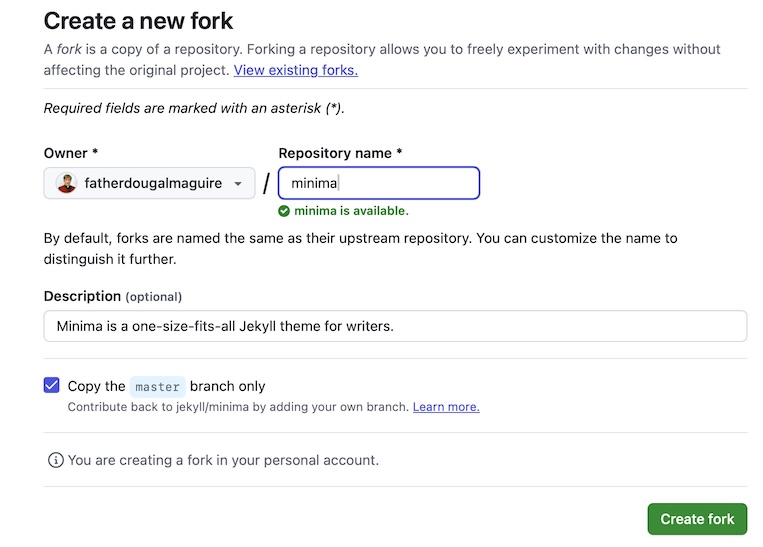 Create a new fork
A fork is a copy of a repository. Forking a repository allows you to freely experiment with changes without
affecting the original project. View existing forks.
Required fields are marked with an asterisk (*).
Owner * Repository name *
fatherdougalmaguire / minima
minima is available.
By default, forks are named the same as their upstream repository. You can customize the name to
distinguish it further.
Description (optional)
Minima is a one-size-fits-all Jekyll theme for writers.
Copy the master branch only
Contribute back to jekyll/minima by adding your own branch. Learn more.
You are creating a fork in your personal account.
Create fork